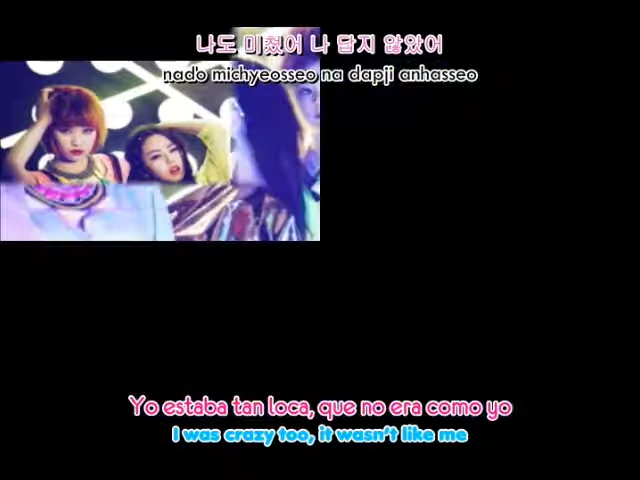 나도 미쳤어 나 답지 않았어
nado michyeosseo na dapji anhasseo
Yo estaba tan loca, que no era como yo
I was crazy too, it wasn't like me